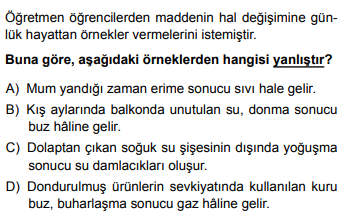 Öğretmen öğrencilerden maddenin hal değişimine gün-
lük hayattan örnekler vermelerini istemiştir.
Buna göre, aşağıdaki örneklerden hangisi yanlıştır?
A) Mum yandığı zaman erime sonucu sıvı hale gelir.
B) Kış aylarında balkonda unutulan su, donma sonucu
buz hâline gelir.
C) Dolaptan çıkan soğuk su şişesinin dışında yoğuşma
sonucu su damlacıkları oluşur.
D) Dondurulmuş ürünlerin sevkiyatında kullanılan kuru
buz, buharlaşma sonucu gaz hâline gelir.